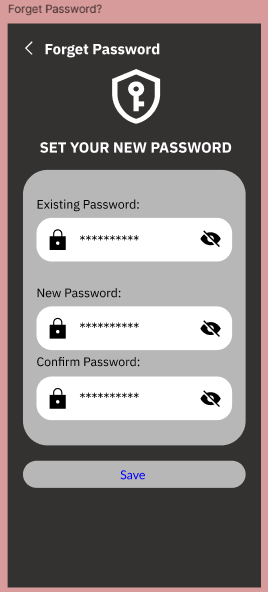 Forget Password?
Forget Password
SET YOUR NEW PASSWORD
Existing Password:
**********
New Password:
**********
Confirm Password:
**********
Save